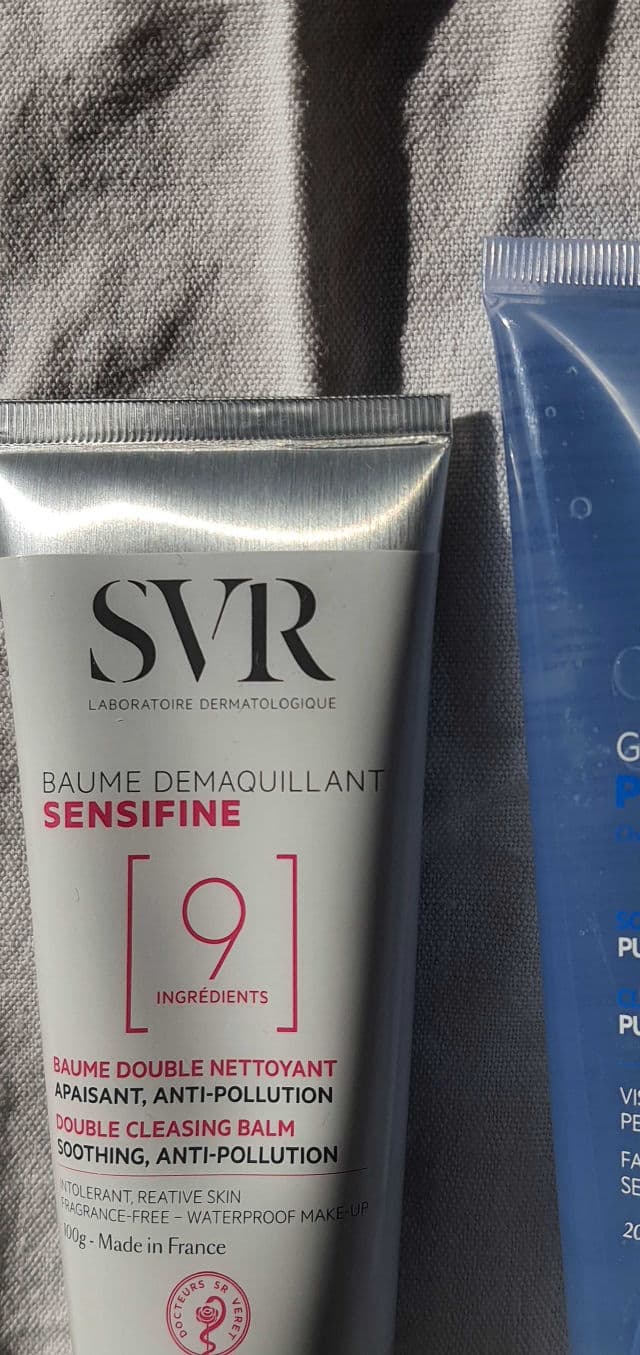 SVR
LABORATOIRE DERMATOLOGIQUE
BAUME DEMAQUILLANT
SENSIFINE
9
INGRÉDIENTS
BAUME DOUBLE NETTOYANT
APAISANT, ANTI-POLLUTION
DOUBLE CLEASING BALM
SOOTHING, ANTI-POLLUTION
INTOLERANT, REATIVE SKIN
FRAGRANCE-FREE – WATERPROOF MAKE-UP
100g - Made in France
DOCTEURS SR VERET